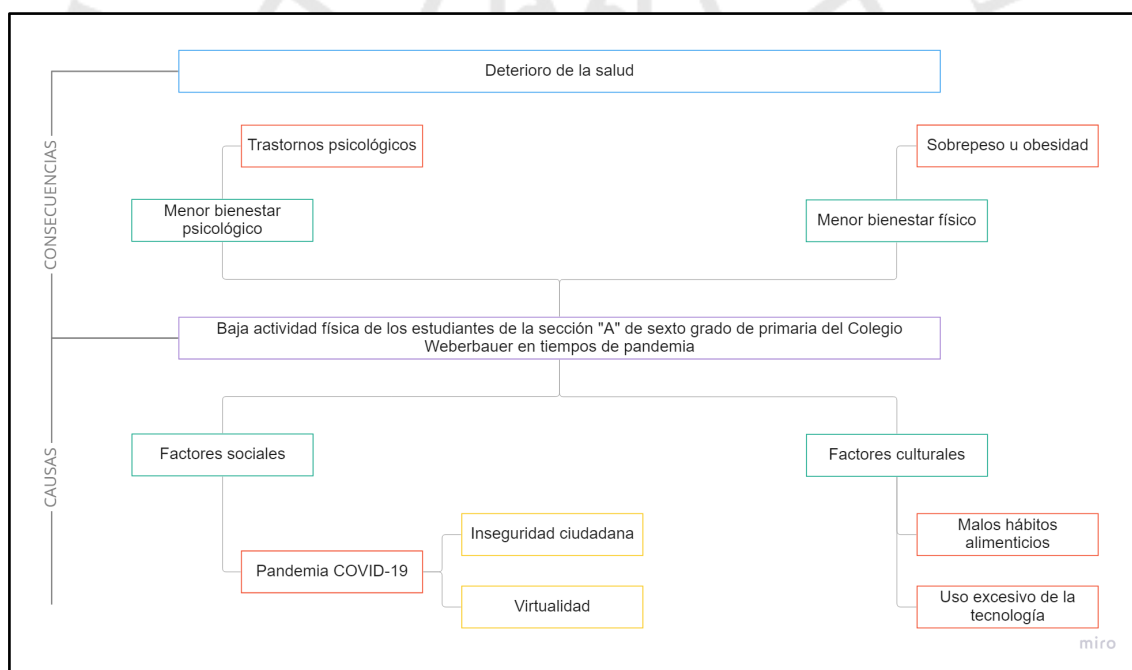 Deterioro de la salud
CONSECUENCIAS
Trastornos psicológicos
Sobrepeso u obesidad
Menor bienestar
psicológico
Menor bienestar físico
Baja actividad física de los estudiantes de la sección "A" de sexto grado de primaria del Colegio
Weberbauer en tiempos de pandemia
CAUSAS
Factores sociales
Factores culturales
Inseguridad ciudadana
Malos hábitos
alimenticios
Pandemia COVID-19
Virtualidad
Uso excesivo de la
tecnología
miro